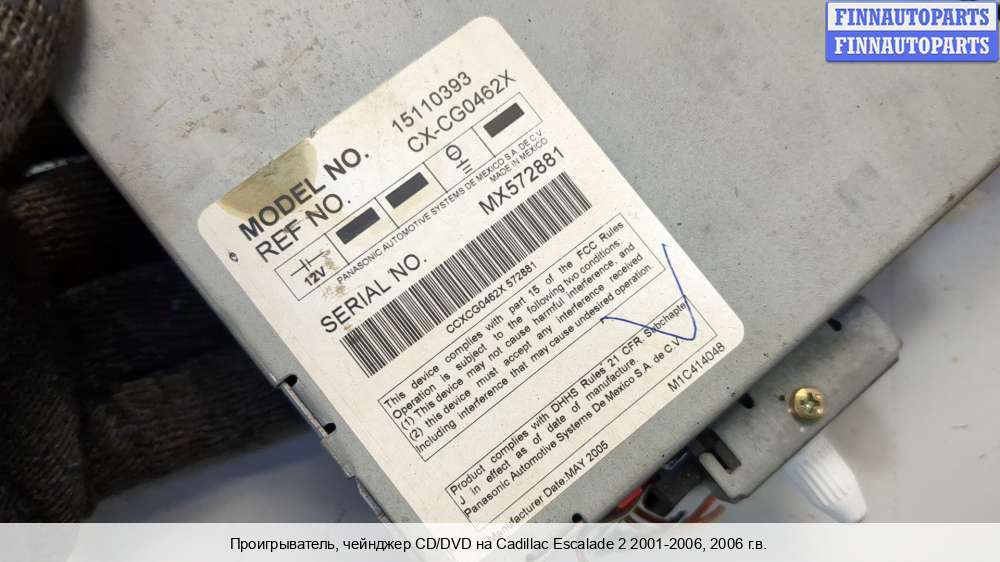 FINNAUTOPARTS
FINNAUTOPARTS
MODEL NO. 15110393
REF NO. CX-CG0462X
12V
PANASONIC AUTOMOTIVE SYSTEMS DE MEXICO S.A. DE C.V.
MADE IN MEXICO
SERIAL NO. MX572881
CCXCG0462X 572881
This device complies with part 15 of the FCC Rules
Operation is subject to the following two conditions:
(1) This device may not cause harmful interference, and
(2) this device must accept any interference received
Including interference that may cause undesired operation.
Product complies with DHHS Rules 21 CFR. Subchapter
J in effect as of date of manufacture.
Panasonic Automotive Systems De Mexico S.A. de C.V.
Manufacturer Date:MAY 2005
M1C414048
Проигрыватель, чейнджер CD/DVD на Cadillac Escalade 2 2001-2006, 2006 г.в.